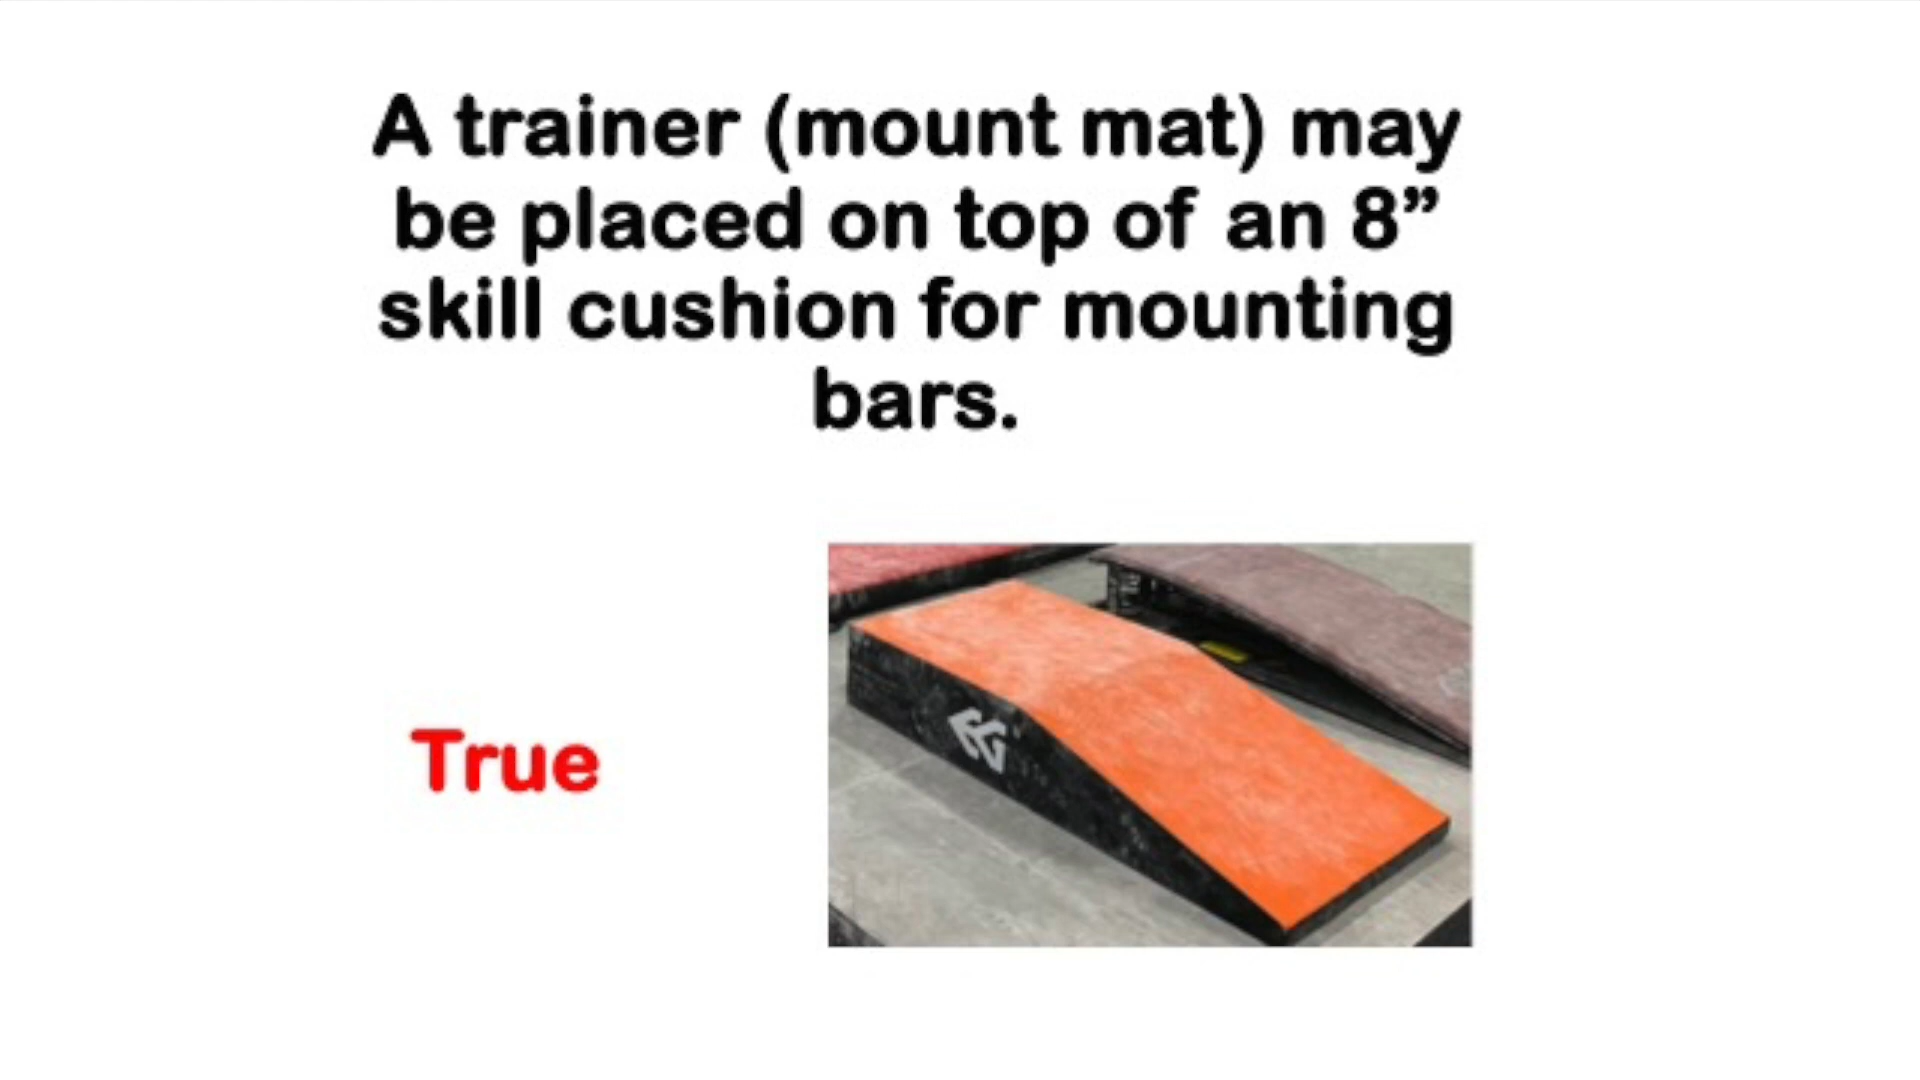 A trainer (mount mat) may
be placed on top of an 8”
skill cushion for mounting
bars.
True